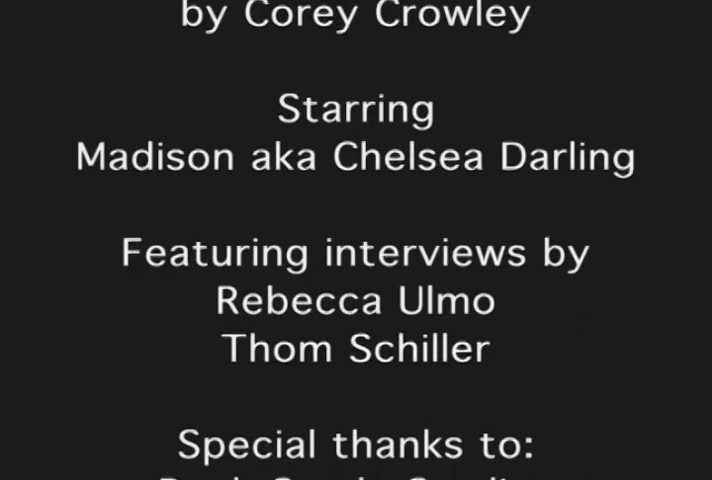 by Corey Crowley
Starring
Madison aka Chelsea Darling
Featuring interviews by
Rebecca Ulmo
Thom Schiller
Special thanks to: